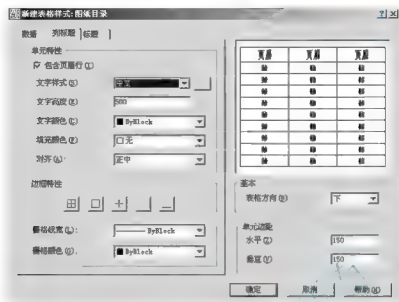 新建表格样式:图纸目录
数据 列标题 标题
单元特性
包含页眉行(I)
文字样式(S)
文字高度(E) 500
文字颜色(C) ByBlock
填充颜色(F) 无
对齐(A) 正中
边框特性
栅格线宽(L): ByBlock
栅格颜色(G): ByBlock
页眉 页眉 页眉
基本
表格方向(D) 下
单元边距
水平(Z) 150
垂直(V) 150
确定 取消 帮助(H)